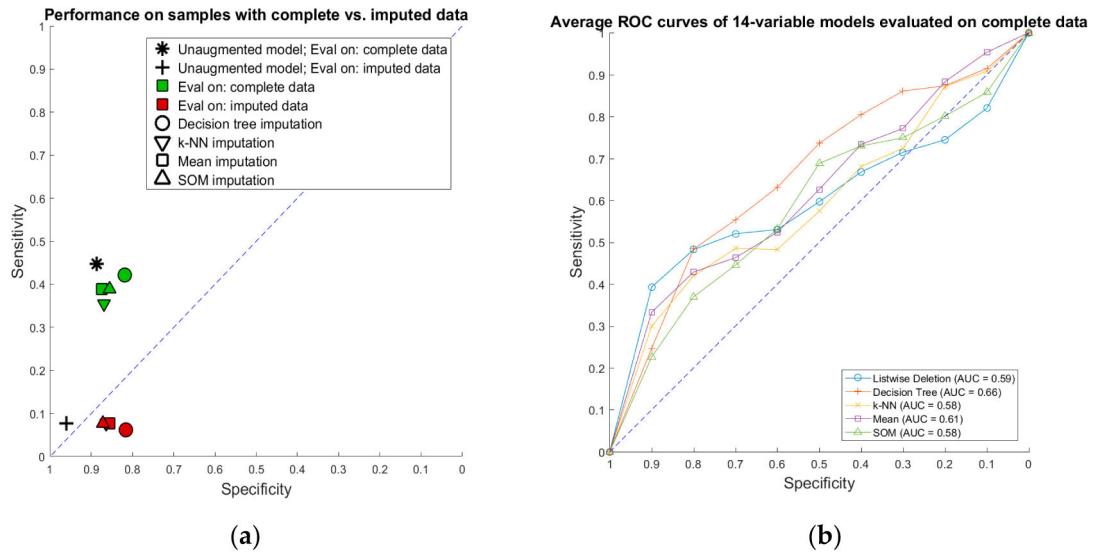 Performance on samples with complete vs. imputed data
Unaugmented model; Eval on: complete data
Unaugmented model; Eval on: imputed data
Eval on: complete data
Eval on: imputed data
Decision tree imputation
k-NN imputation
Mean imputation
SOM imputation
1
0.9
0.8
0.7
0.6
0.5
0.4
0.3
0.2
0.1
0
Sensitivity
1
0.9
0.8
0.7
0.6
0.5
0.4
0.3
0.2
0.1
0
Specificity
(a)
Average ROC curves of 14-variable models evaluated on complete data
1
0.9
0.8
0.7
0.6
0.5
0.4
0.3
0.2
0.1
0
Sensitivity
Listwise Deletion (AUC = 0.59)
Decision Tree (AUC = 0.66)
k-NN (AUC = 0.58)
Mean (AUC = 0.61)
SOM (AUC = 0.58)
1
0.9
0.8
0.7
0.6
0.5
0.4
0.3
0.2
0.1
0
Specificity
(b)